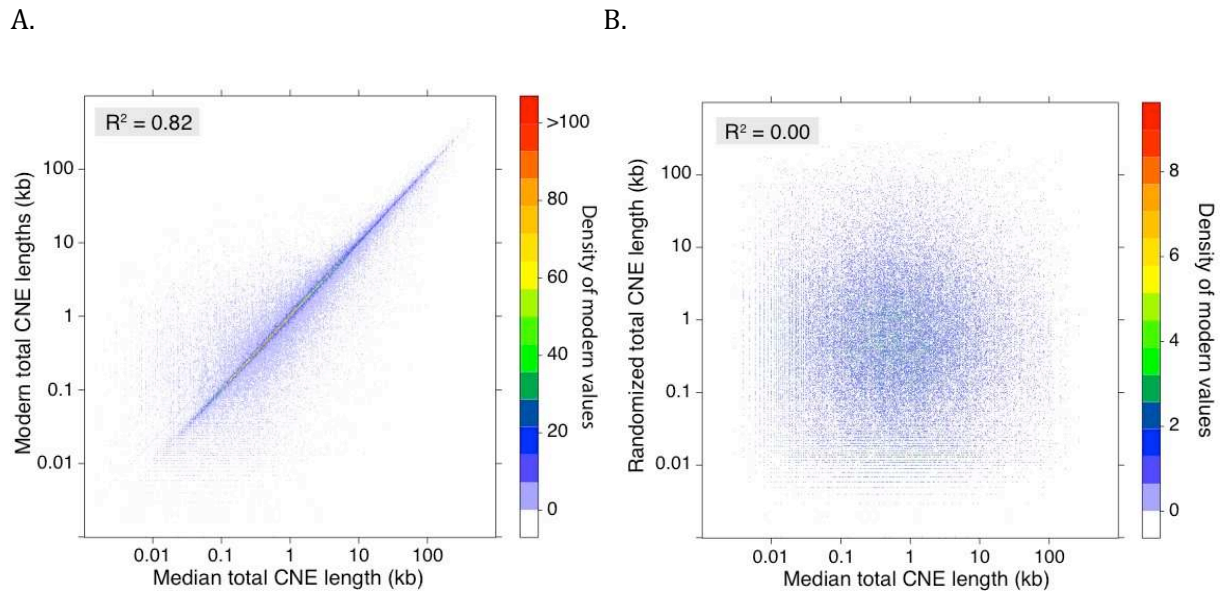 A.
B.
R² = 0.82
Modern total CNE lengths (kb)
100
10
1
0.1
0.01
0.01 0.1 1 10 100
Median total CNE length (kb)
>100
80
60
40
20
0
Density of modern values
R² = 0.00
Randomized total CNE length (kb)
100
10
1
0.1
0.01
0.01 0.1 1 10 100
Median total CNE length (kb)
8
6
4
2
0
Density of modern values